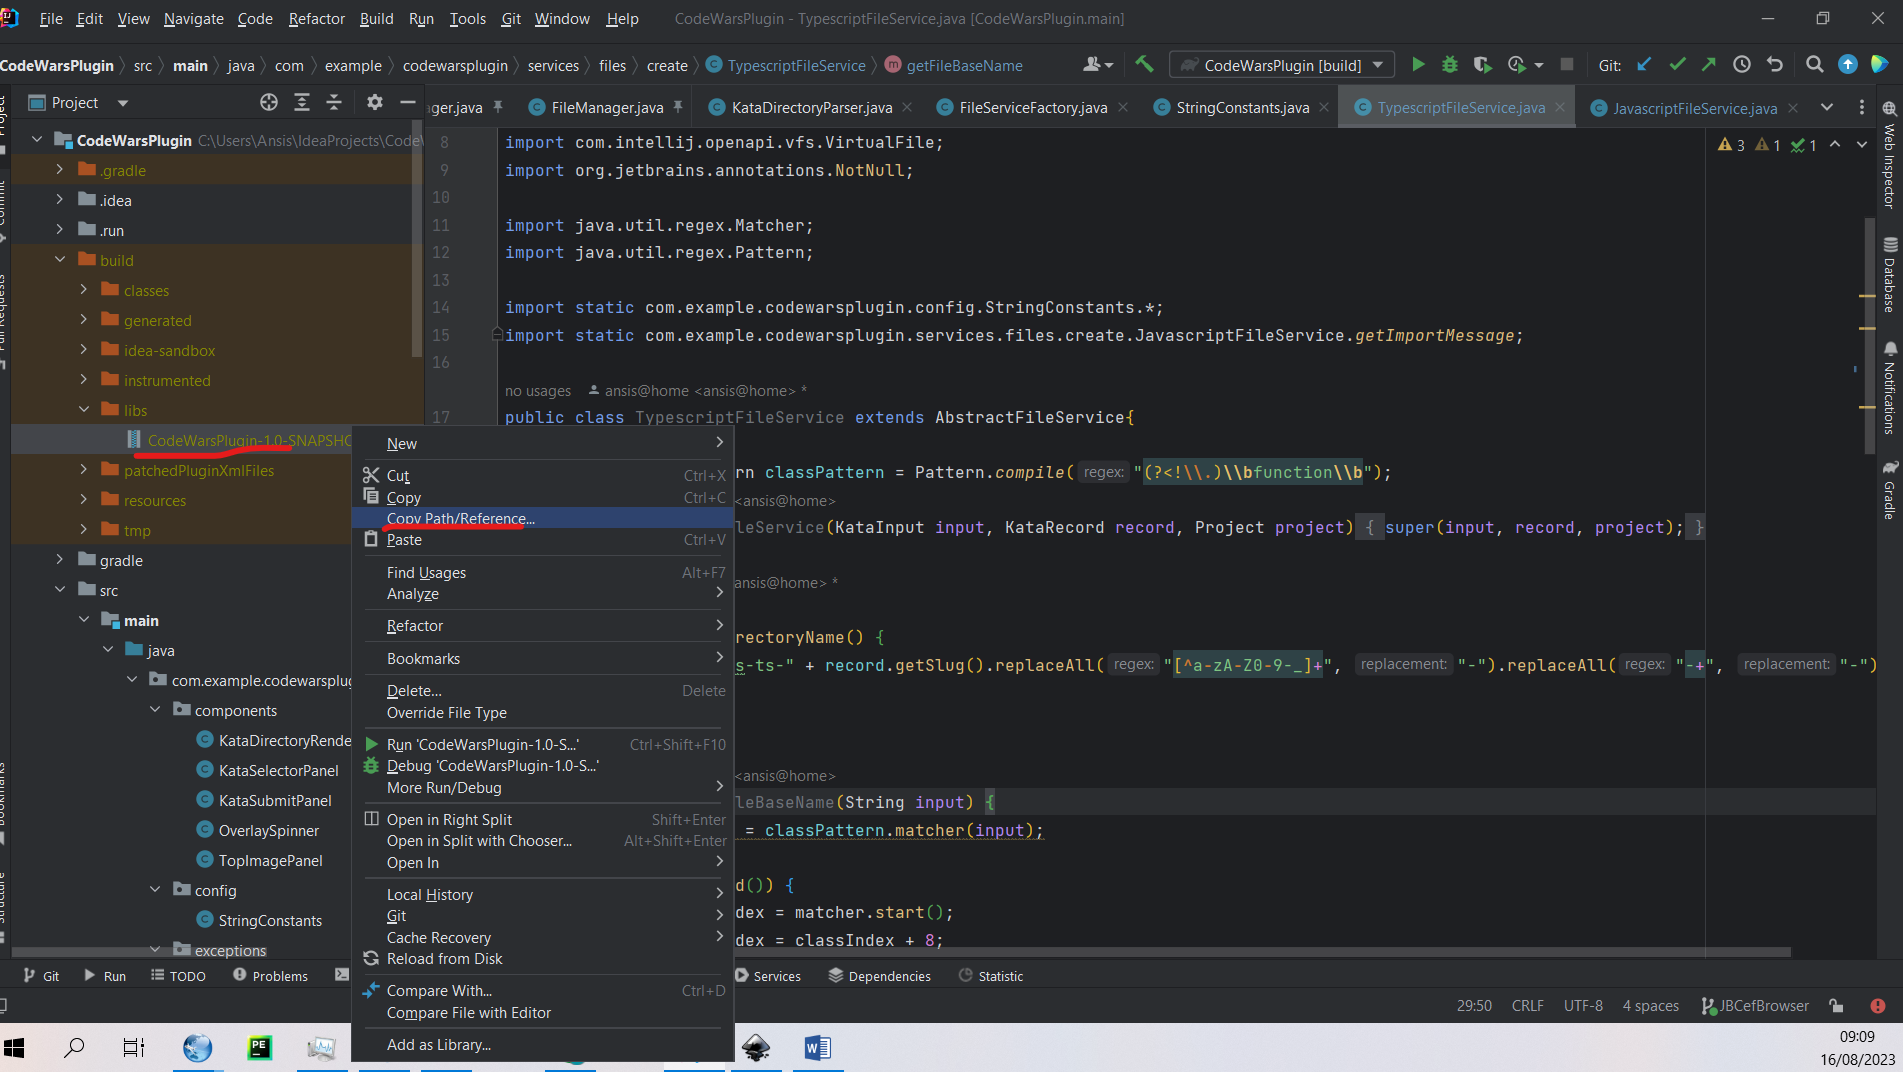 File Edit View Navigate Code Refactor Build Run Tools Git Window Help CodeWarsPlugin - TypescriptFileService.java [CodeWarsPlugin.main]
CodeWarsPlugin src main java com example codewarsplugin services files create TypescriptFileService getFileBaseName CodeWarsPlugin [build] Git:
Project
ager.java FileManager.java KataDirectoryParser.java FileServiceFactory.java StringConstants.java TypescriptFileService.java JavascriptFileService.java
CodeWarsPlugin C:\Users\Ansis\IdeaProjects\Code
.gradle
.idea
.run
build
classes
generated
idea-sandbox
instrumented
libs
CodeWarsPlugin-1.0-SNAPSHO
patchedPluginXmlFiles
resources
tmp
gradle
src
main
java
com.example.codewarsplug
components
KataDirectoryRende
KataSelectorPanel
KataSubmitPanel
OverlaySpinner
TopImagePanel
config
StringConstants
exceptions
3 1 1
8 import com.intellij.openapi.vfs.VirtualFile;
9 import org.jetbrains.annotations.NotNull;
10
11 import java.util.regex.Matcher;
12 import java.util.regex.Pattern;
13
14 import static com.example.codewarsplugin.config.StringConstants.*;
15 import static com.example.codewarsplugin.services.files.create.JavascriptFileService.getImportMessage;
16
no usages ansis@home <ansis@home> *
17 public class TypescriptFileService extends AbstractFileService{
rn classPattern = Pattern.compile( regex: "(?<!\\.)\\bfunction\\b");
<ansis@home>
leService(KataInput input, KataRecord record, Project project) { super(input, record, project); }
ansis@home> *
rectoryName() {
s-ts-" + record.getSlug().replaceAll( regex: "[^a-zA-Z0-9-_]+", replacement: "-").replaceAll( regex: "-+", replacement: "-")
<ansis@home>
leBaseName(String input) {
= classPattern.matcher(input);
d()) {
dex = matcher.start();
dex = classIndex + 8;
New
Cut Ctrl+X
Copy Ctrl+C
Copy Path/Reference...
Paste Ctrl+V
Find Usages Alt+F7
Analyze
Refactor
Bookmarks
Delete... Delete
Override File Type
Run 'CodeWarsPlugin-1.0-S...' Ctrl+Shift+F10
Debug 'CodeWarsPlugin-1.0-S...'
More Run/Debug
Open in Right Split Shift+Enter
Open in Split with Chooser... Alt+Shift+Enter
Open In
Local History
Git
Cache Recovery
Reload from Disk
Compare With... Ctrl+D
Compare File with Editor
Add as Library...
Web Inspector
Database
Notifications
Gradle
Git Run TODO Problems Services Dependencies Statistic
29:50 CRLF UTF-8 4 spaces JBCefBrowser
PE
W
09:09
16/08/2023